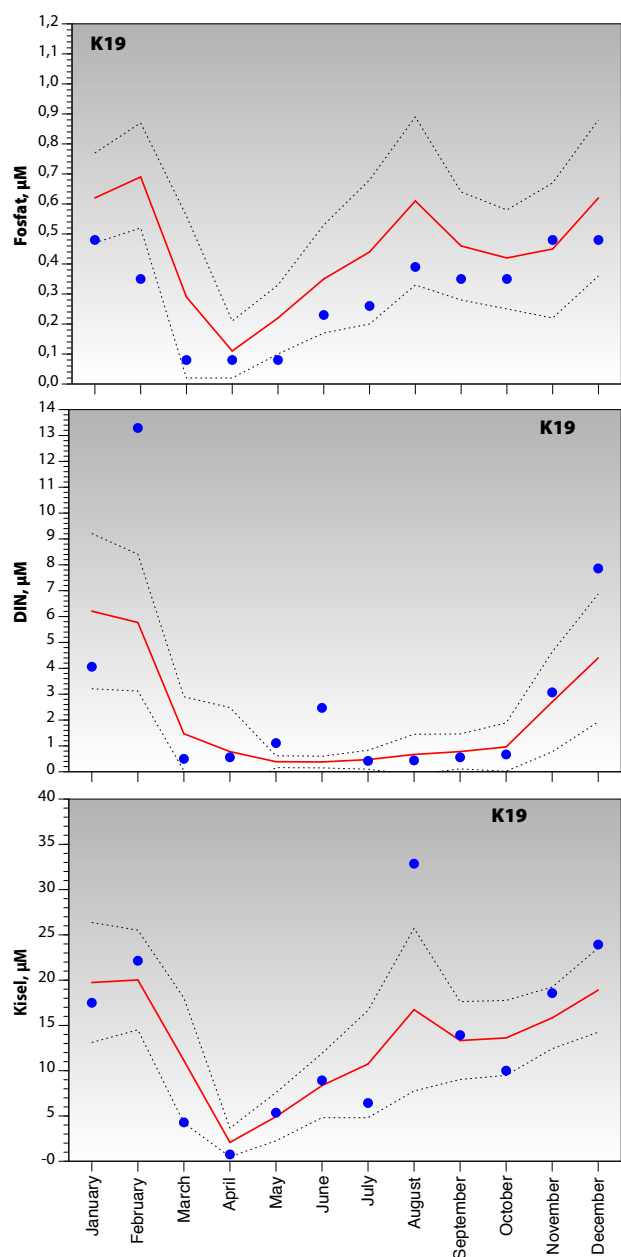 K19
1,2
1,1
1,0
0,9
0,8
0,7
0,6
0,5
0,4
0,3
0,2
0,1
0,0
Fosfat, µM
K19
14
13
12
11
10
9
8
7
6
5
4
3
2
1
0
DIN, µM
K19
40
35
30
25
20
15
10
5
-0
Kisel, µM
January
February
March
April
May
June
July
August
September
October
November
December